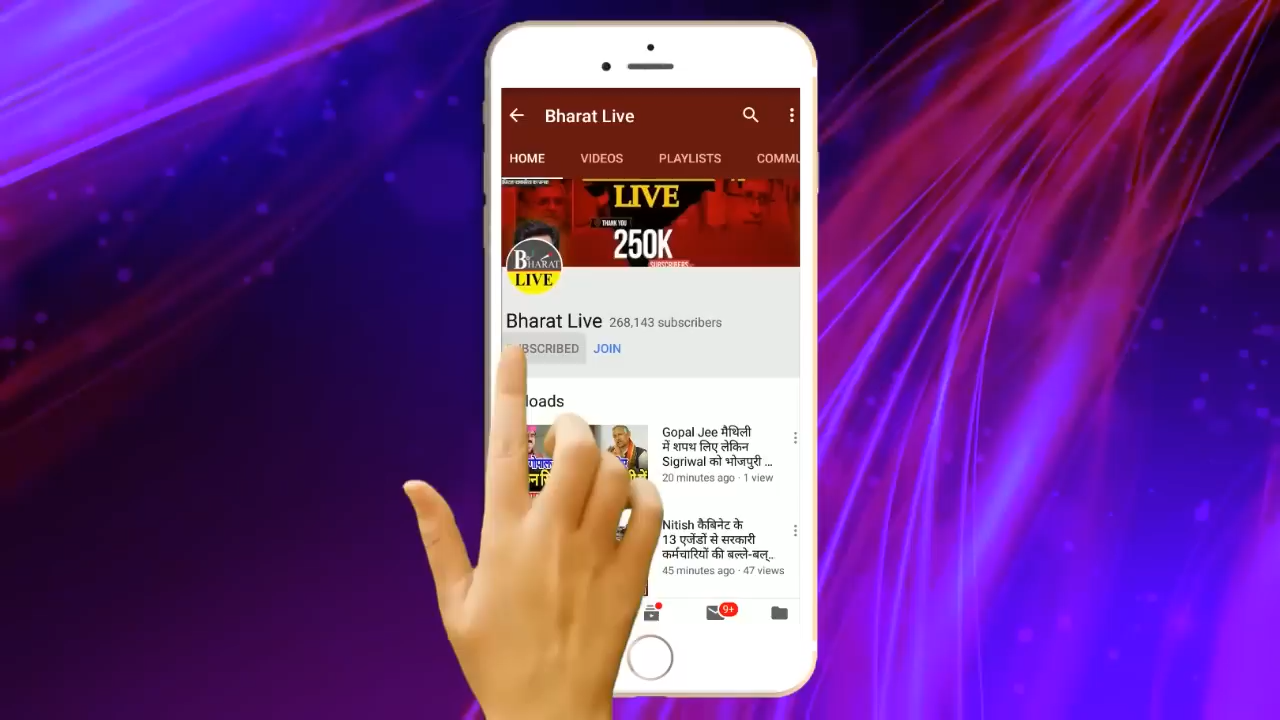 Bharat Live
HOME VIDEOS PLAYLISTS COMMU
LIVE
THANK YOU
250K
SUBSCRIBERS
BHARAT
LIVE
Bharat Live 268,143 subscribers
BSCRIBED JOIN
loads
Gopal Jee मैथिली
में शपथ लिए लेकिन
Sigriwal को भोजपुरी ...
20 minutes ago · 1 view
Nitish कैबिनेट के
13 एजेंडों से सरकारी
कर्मचारियों की बल्ले-बल्..
45 minutes ago · 47 views
9+